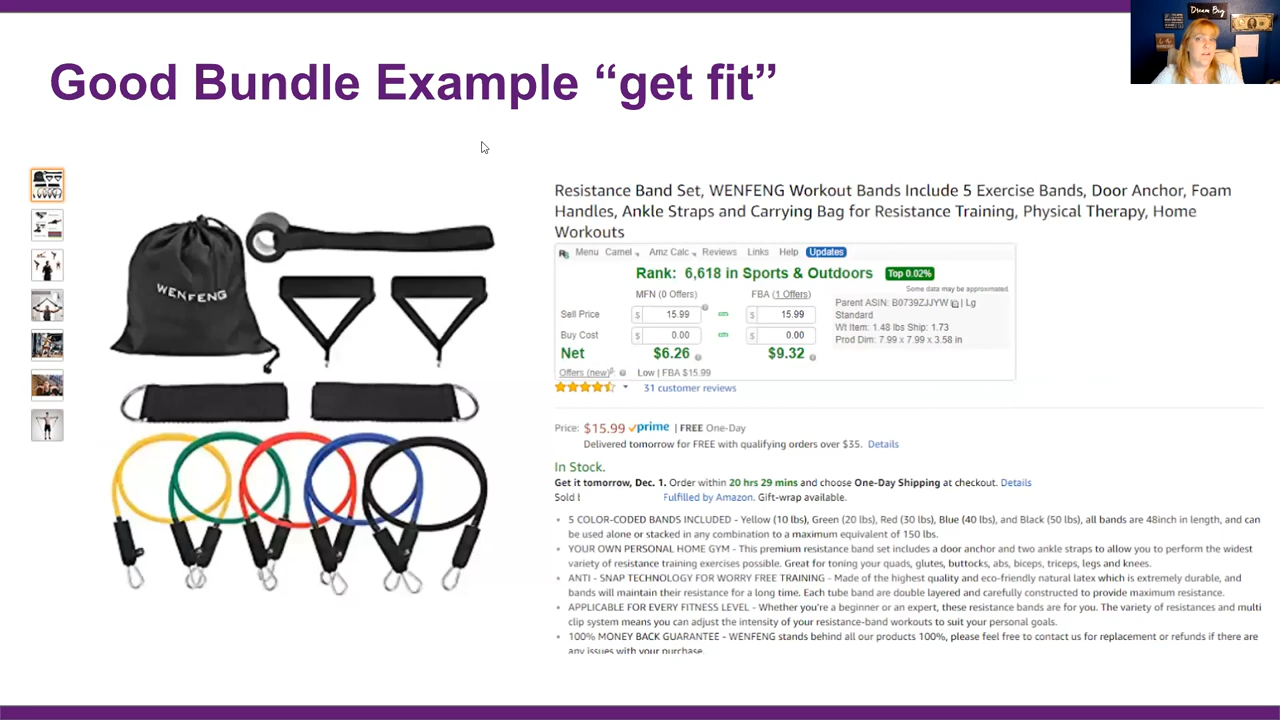 Good Bundle Example “get fit”
Dream Big
WENFENG
Resistance Band Set, WENFENG Workout Bands Include 5 Exercise Bands, Door Anchor, Foam
Handles, Ankle Straps and Carrying Bag for Resistance Training, Physical Therapy, Home
Workouts
Menu Camel Amz Calc Reviews Links Help Updates
Rank: 6,618 in Sports & Outdoors Top 0.02%
Some data may be approximated.
MFN (0 Offers) FBA (1 Offers)
Parent ASIN: B0739ZJJYW | Lg
Standard
Wt Item: 1.48 lbs Ship: 1.73
Prod Dim: 7.99 x 7.99 x 3.58 in
Sell Price $ 15.99 $ 15.99
Buy Cost $ 0.00 $ 0.00
Net $6.26 $9.32
Offers (new) Low | FBA $15.99
31 customer reviews
Price: $15.99 prime | FREE One-Day
Delivered tomorrow for FREE with qualifying orders over $35. Details
In Stock.
Get it tomorrow, Dec. 1. Order within 20 hrs 29 mins and choose One-Day Shipping at checkout. Details
Sold Fulfilled by Amazon. Gift-wrap available.
• 5 COLOR-CODED BANDS INCLUDED - Yellow (10 lbs), Green (20 lbs), Red (30 lbs), Blue (40 lbs), and Black (50 lbs), all bands are 48inch in length, and can
be used alone or stacked in any combination to a maximum equivalent of 150 lbs.
• YOUR OWN PERSONAL HOME GYM - This premium resistance band set includes a door anchor and two ankle straps to allow you to perform the widest
variety of resistance training exercises possible. Great for toning your quads, glutes, buttocks, abs, biceps, triceps, legs and knees.
• ANTI - SNAP TECHNOLOGY FOR WORRY FREE TRAINING - Made of the highest quality and eco-friendly natural latex which is extremely durable, and
bands will maintain their resistance for a long time. Each tube band are double layered and carefully constructed to provide maximum resistance.
• APPLICABLE FOR EVERY FITNESS LEVEL - Whether you're a beginner or an expert, these resistance bands are for you. The variety of resistances and multi
clip system means you can adjust the intensity of your resistance-band workouts to suit your personal goals.
• 100% MONEY BACK GUARANTEE - WENFENG stands behind all our products 100%, please feel free to contact us for replacement or refunds if there are
any issues with your purchase.